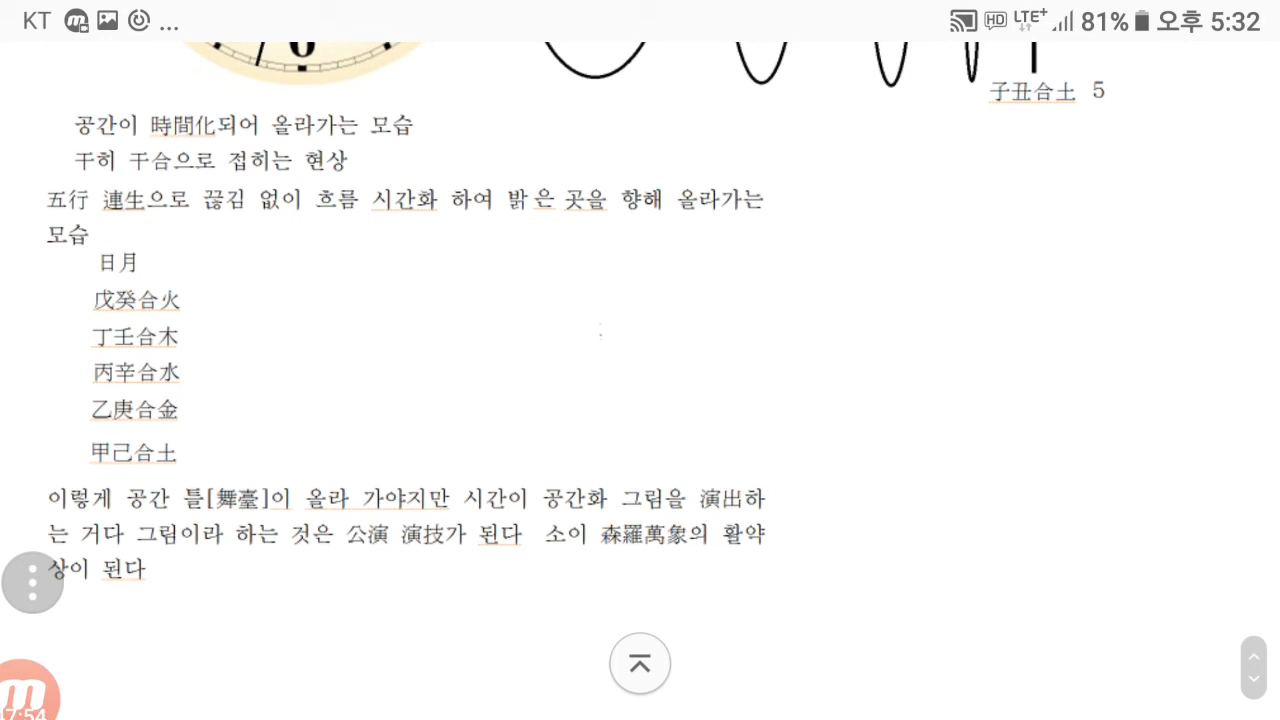 KT ... HD LTE+ 81% 오후 5:32
6
子丑合土 5
공간이 時間化되어 올라가는 모습
干히 干合으로 접히는 현상
五行 連生으로 끊김 없이 흐름 시간화 하여 밝은 곳을 향해 올라가는
모습
日月
戊癸合火
丁壬合木
丙辛合水
乙庚合金
甲己合土
이렇게 공간 틀[舞臺]이 올라 가야지만 시간이 공간화 그림을 演出하
는 거다 그림이라 하는 것은 公演 演技가 된다 소이 森羅萬象의 활약
상이 된다
m
17:54